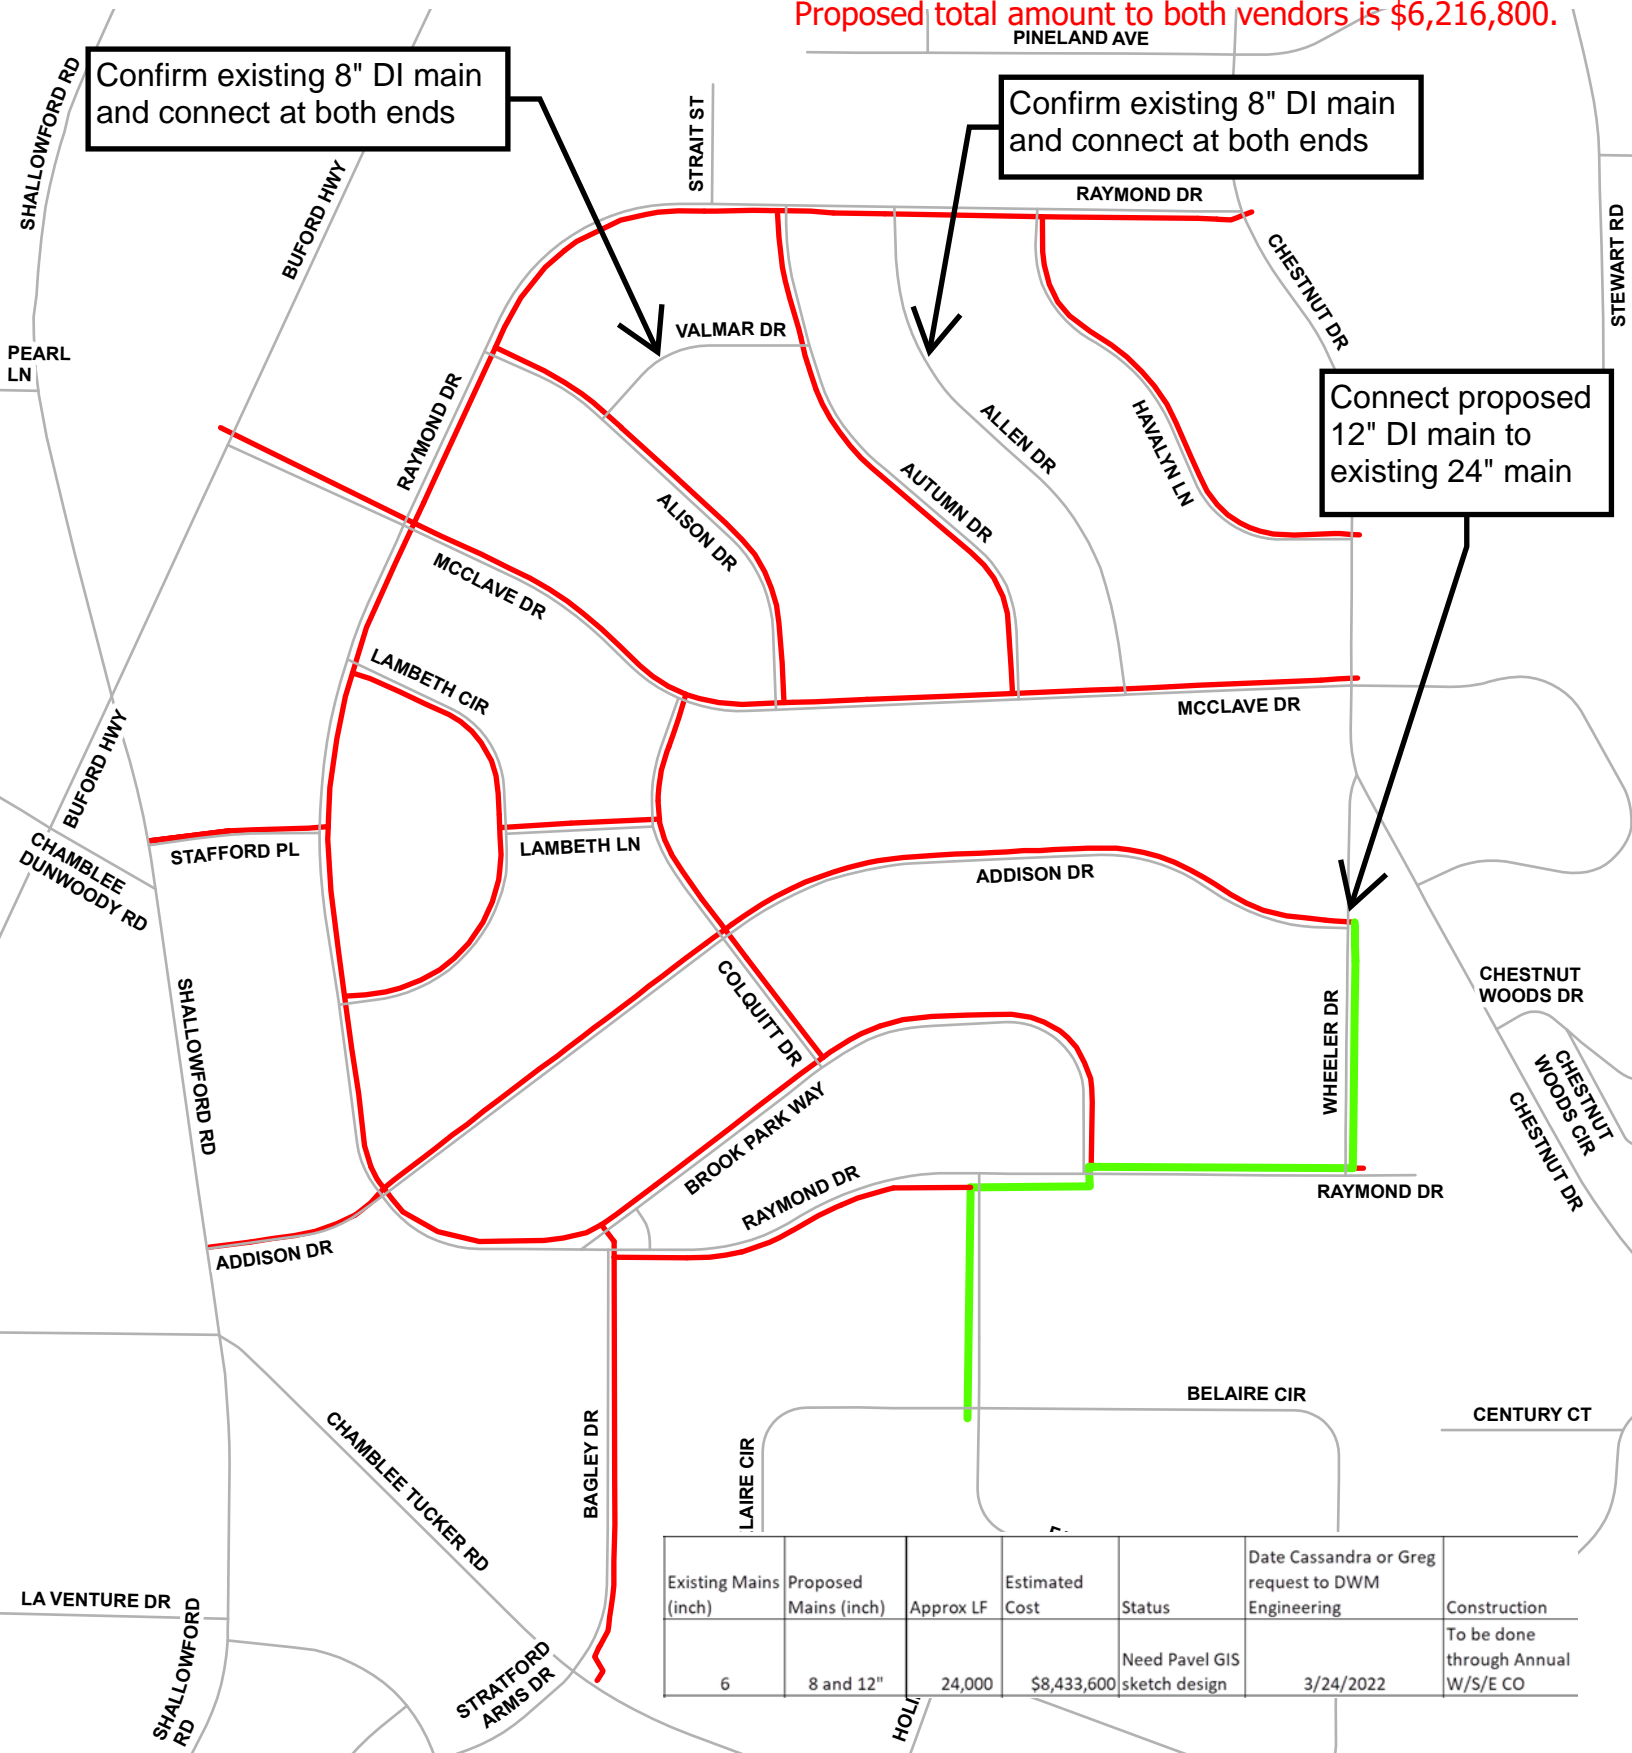 Proposed total amount to both vendors is $6,216,800.
PINELAND AVE
SHALLOWFORD RD
Confirm existing 8" DI main
and connect at both ends
Confirm existing 8" DI main
and connect at both ends
STRAIT ST
BUFORD HWY
RAYMOND DR
STEWART RD
CHESTNUT DR
VALMAR DR
PEARL
LN
RAYMOND DR
Connect proposed
12" DI main to
existing 24" main
ALLEN DR
HAVALYN LN
AUTUMN DR
ALISON DR
MCCLAVE DR
LAMBETH CIR
MCCLAVE DR
BUFORD HWY
CHAMBLEE
DUNWOODY RD
STAFFORD PL
LAMBETH LN
ADDISON DR
COLQUITT DR
CHESTNUT
WOODS DR
SHALLOWFORD RD
WHEELER DR
CHESTNUT
WOODS CIR
CHESTNUT DR
BROOK PARK WAY
RAYMOND DR
RAYMOND DR
ADDISON DR
BELAIRE CIR
CENTURY CT
CHAMBLEE TUCKER RD
BAGLEY DR
LAIRE CIR
LA VENTURE DR
SHALLOWFORD
RD
STRATFORD
ARMS DR
HOLI
Existing Mains (inch) Proposed Mains (inch) Approx LF Estimated Cost Status Date Cassandra or Greg request to DWM Engineering Construction
6 8 and 12" 24,000 $8,433,600 Need Pavel GIS sketch design 3/24/2022 To be done through Annual W/S/E CO